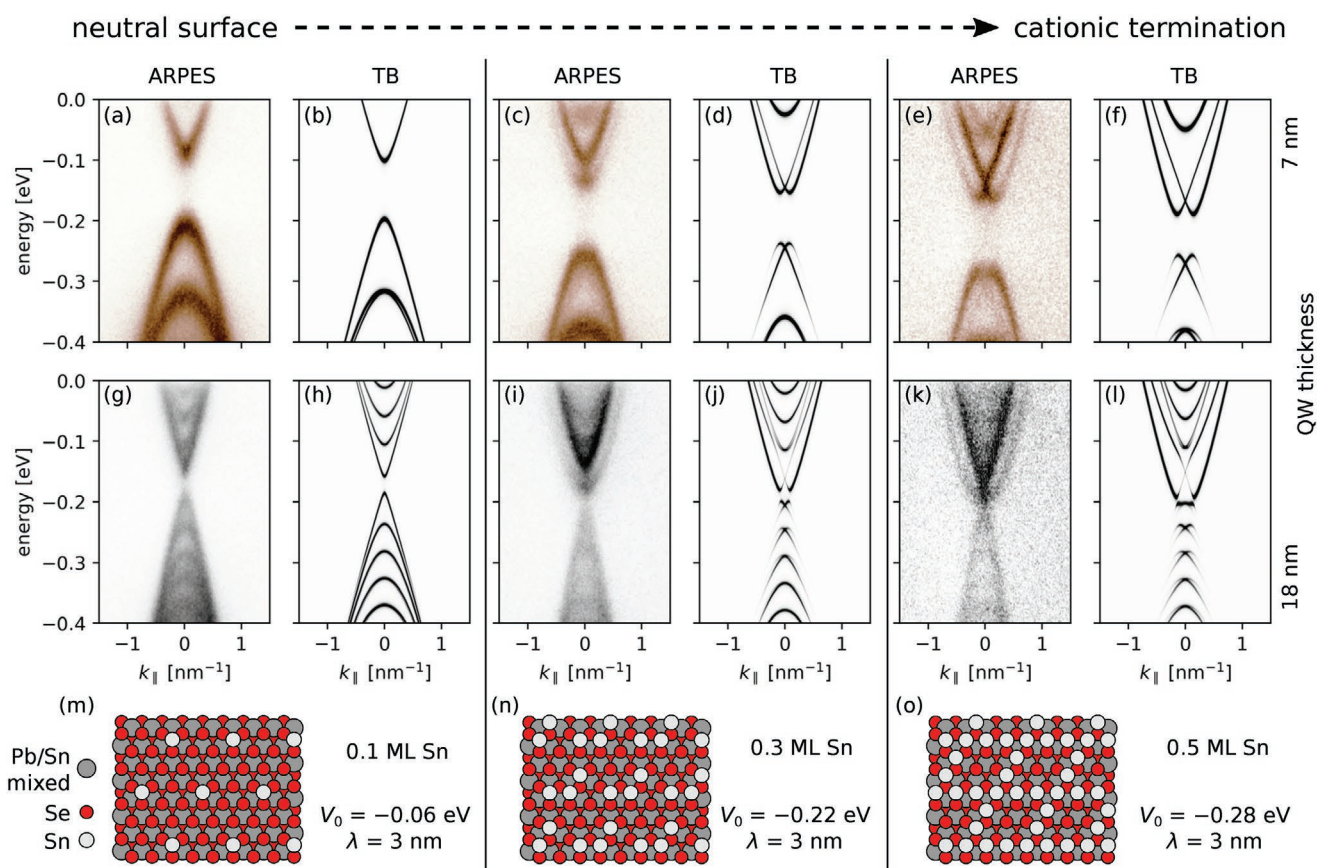 neutral surface
cationic termination
ARPES
TB
ARPES
TB
ARPES
TB
(a)
(b)
(c)
(d)
(e)
(f)
0.0
−0.1
−0.2
−0.3
−0.4
energy [eV]
7 nm
(g)
(h)
(i)
(j)
(k)
(l)
0.0
−0.1
−0.2
−0.3
−0.4
energy [eV]
18 nm
QW thickness
−1 0 1
−1 0 1
−1 0 1
−1 0 1
−1 0 1
−1 0 1
k∥ [nm⁻¹]
k∥ [nm⁻¹]
k∥ [nm⁻¹]
k∥ [nm⁻¹]
k∥ [nm⁻¹]
k∥ [nm⁻¹]
(m)
Pb/Sn
mixed
Se
Sn
0.1 ML Sn
V₀ = −0.06 eV
λ = 3 nm
(n)
0.3 ML Sn
V₀ = −0.22 eV
λ = 3 nm
(o)
0.5 ML Sn
V₀ = −0.28 eV
λ = 3 nm